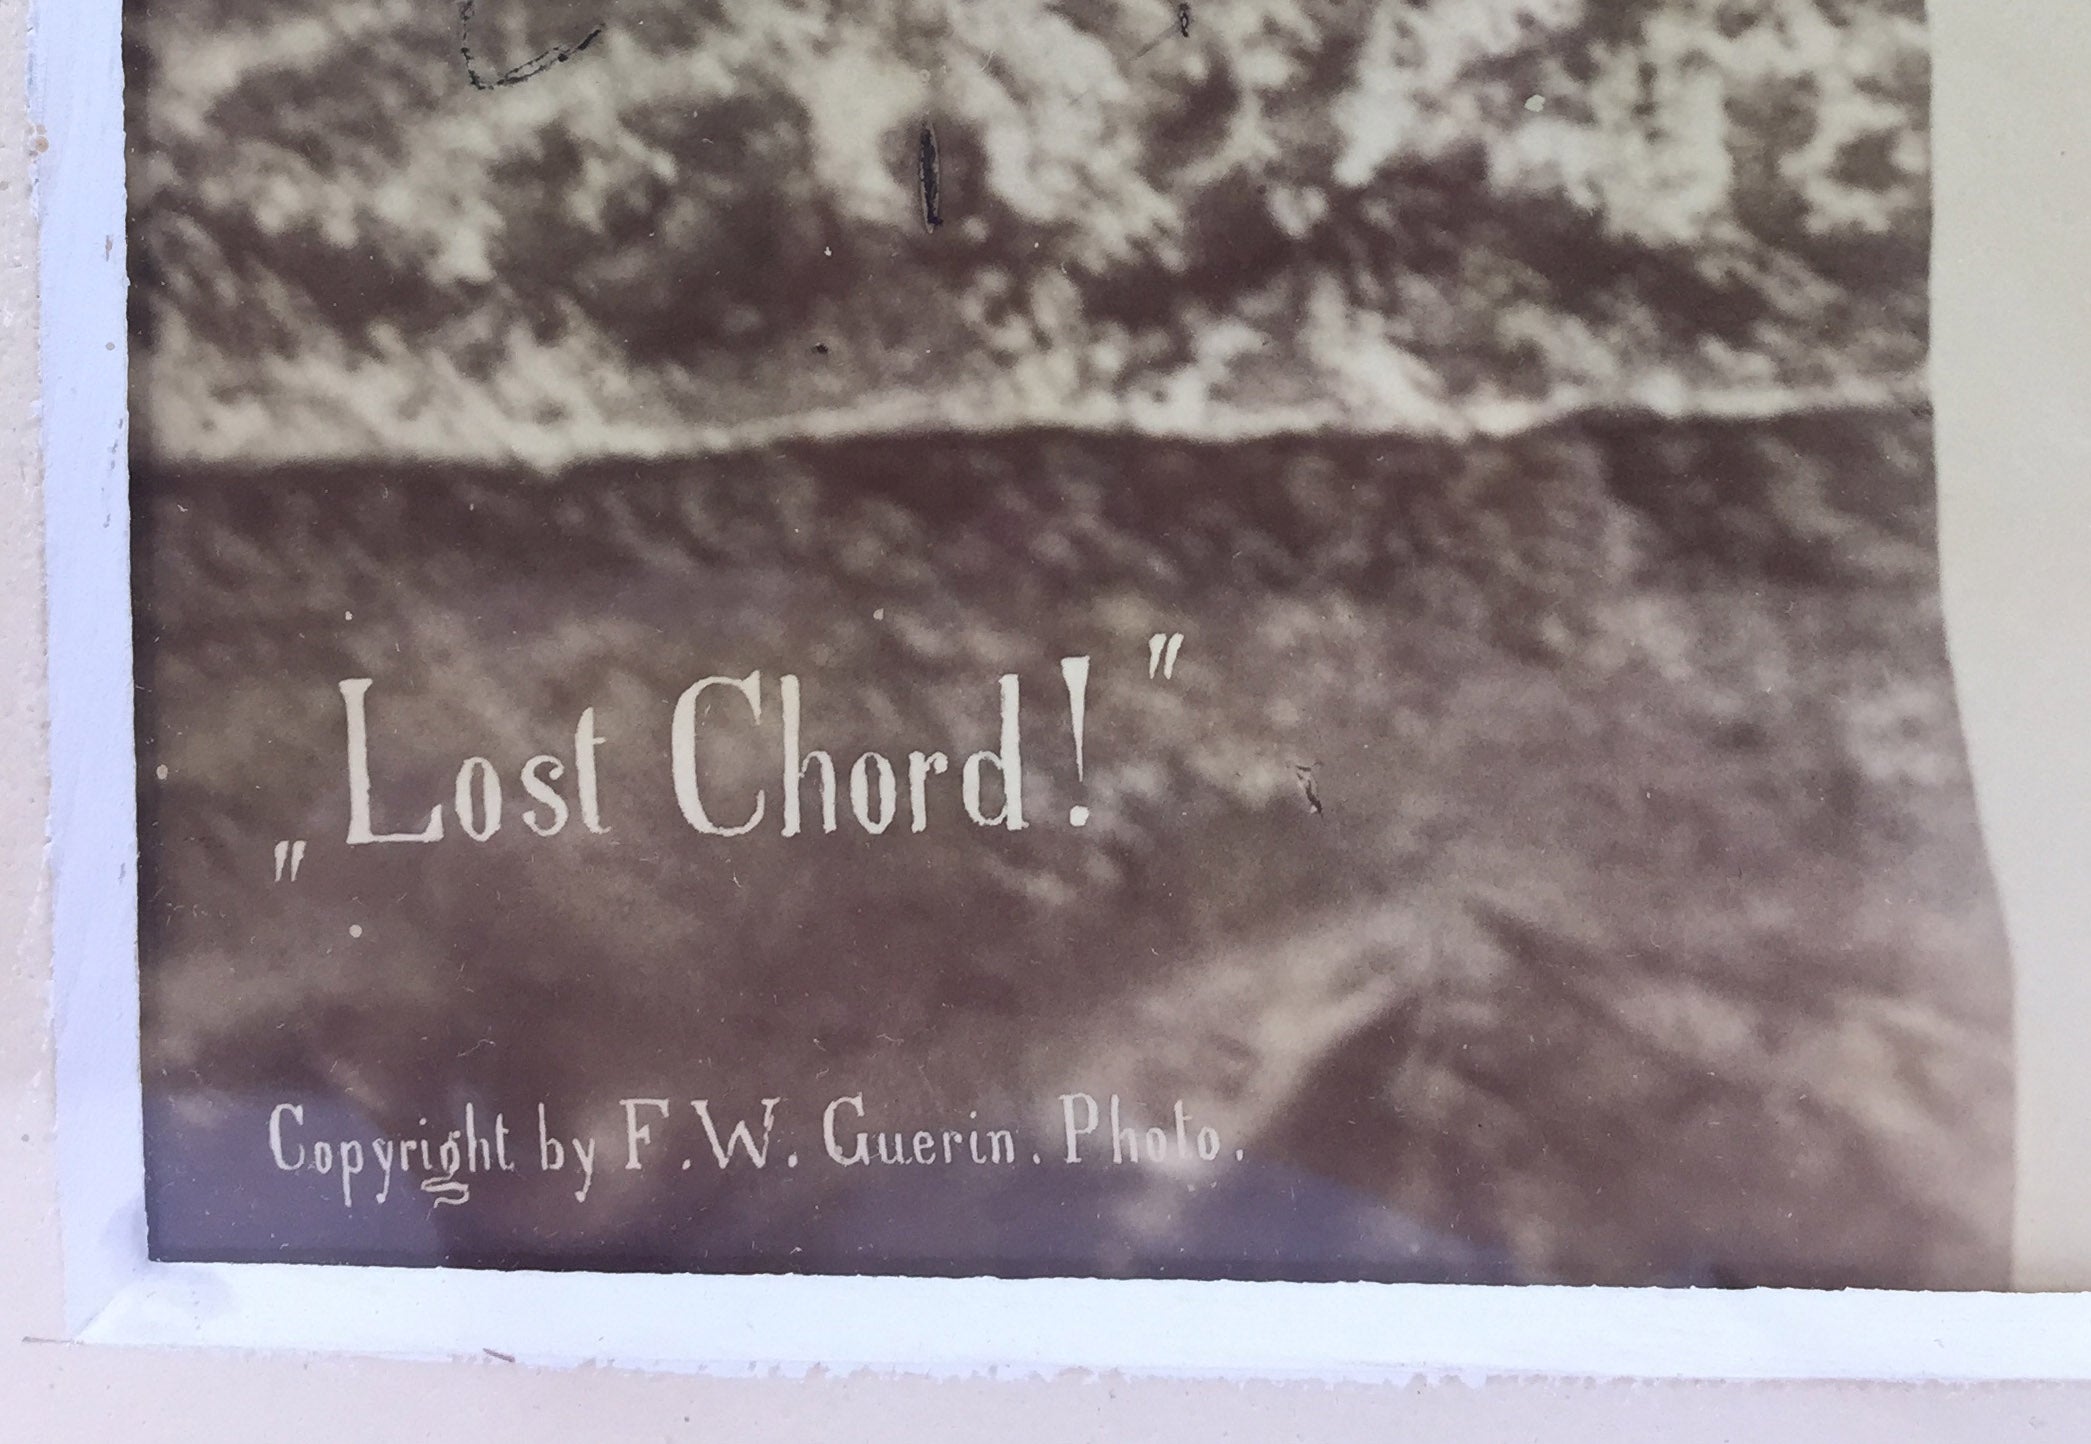 „Lost Chord!"
Copyright by F.W. Guerin. Photo.